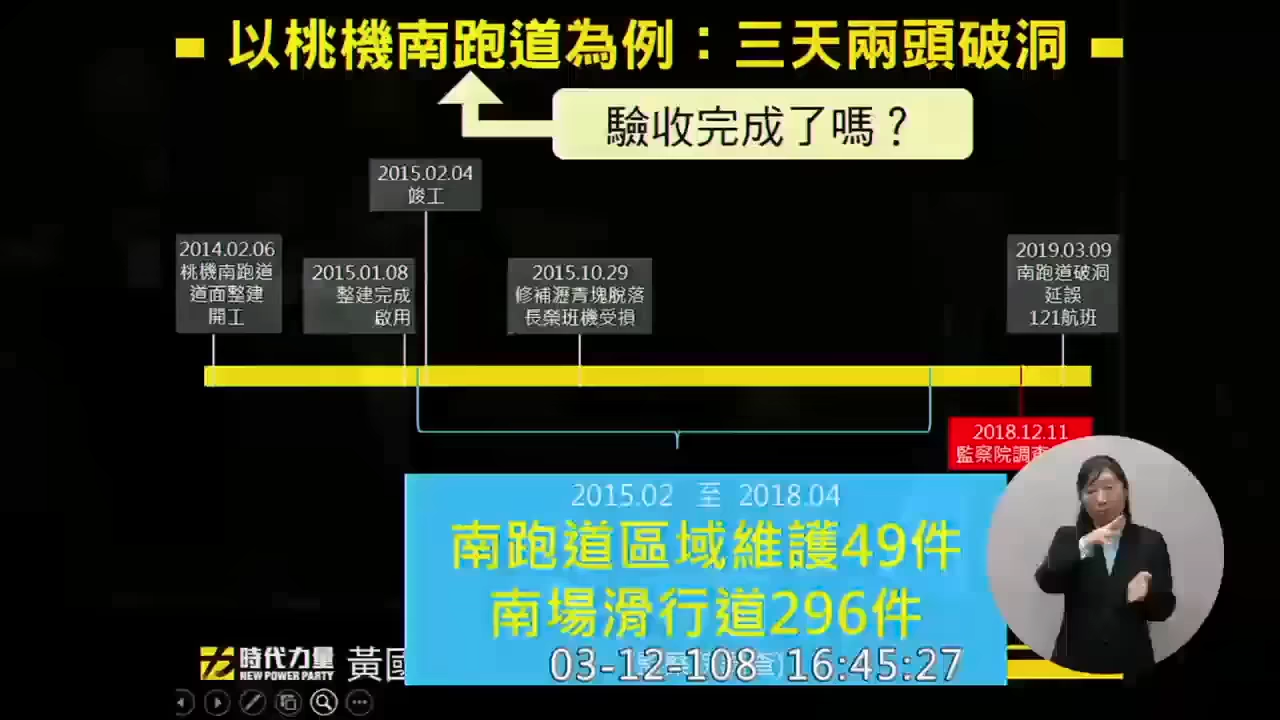 以桃機南跑道為例：三天兩頭破洞
驗收完成了嗎？
2015.02.04
竣工
2014.02.06
桃機南跑道
道面整建
開工
2015.01.08
整建完成
啟用
2015.10.29
修補瀝青塊脫落
長榮班機受損
2019.03.09
南跑道破洞
延誤
121航班
2018.12.11
監察院調
2015.02 至 2018.04
南跑道區域維護49件
南場滑行道296件
時代力量
NEW POWER PARTY
黃國
03-12-108 16:45:27